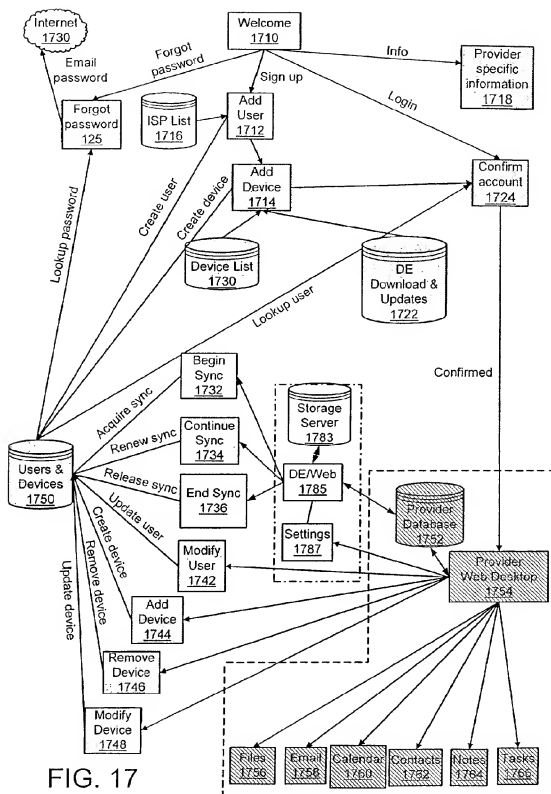 Internet
1730
Email
password
Forgot
password
Welcome
1710
Info
Provider
specific
information
1718
Sign up
Login
Forgot
password
125
ISP List
1716
Add
User
1712
Add
Device
1714
Confirm
account
1724
Lookup password
Create user
Create device
Device List
1730
DE
Download &
Updates
1722
Lookup user
Confirmed
Begin
Sync
1732
Acquire sync
Storage
Server
1783
Continue
Sync
1734
Renew sync
Users &
Devices
1750
DE/Web
1785
Release sync
End Sync
1736
Provider
Database
1752
Settings
1787
Update user
Modify
User
1742
Provider
Web Desktop
1754
Create device
Add
Device
1744
Remove device
Remove
Device
1746
Update device
Modify
Device
1748
Files
1756
Email
1758
Calendar
1760
Contacts
1762
Notes
1764
Tasks
1766
FIG. 17